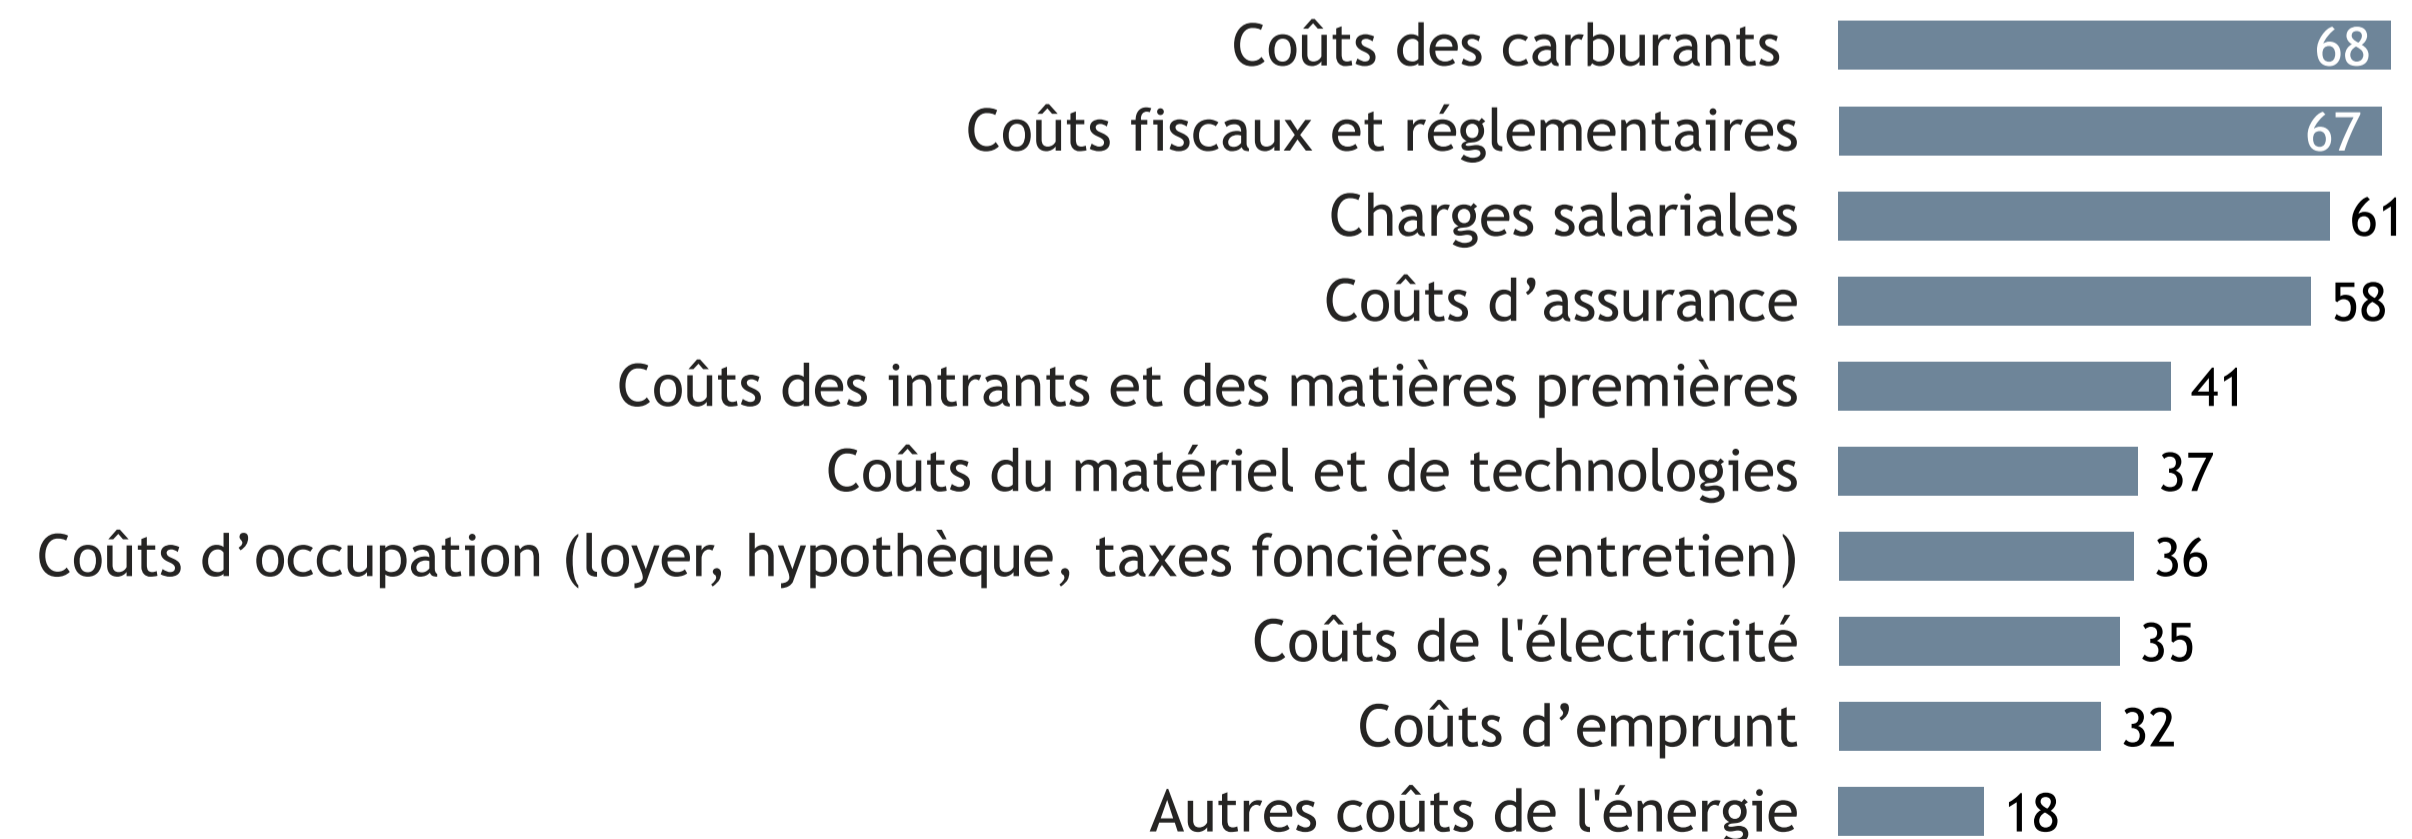 Coûts des carburants 68
Coûts fiscaux et réglementaires 67
Charges salariales 61
Coûts d’assurance 58
Coûts des intrants et des matières premières 41
Coûts du matériel et de technologies 37
Coûts d’occupation (loyer, hypothèque, taxes foncières, entretien) 36
Coûts de l'électricité 35
Coûts d’emprunt 32
Autres coûts de l'énergie 18